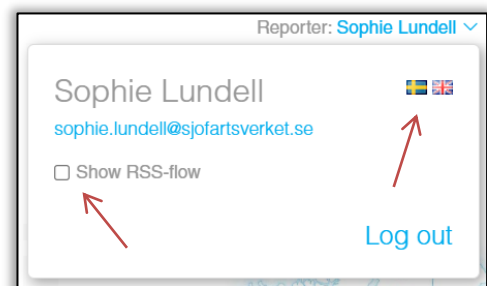 Reporter: Sophie Lundell
Sophie Lundell
sophie.lundell@sjofartsverket.se
Show RSS-flow
Log out